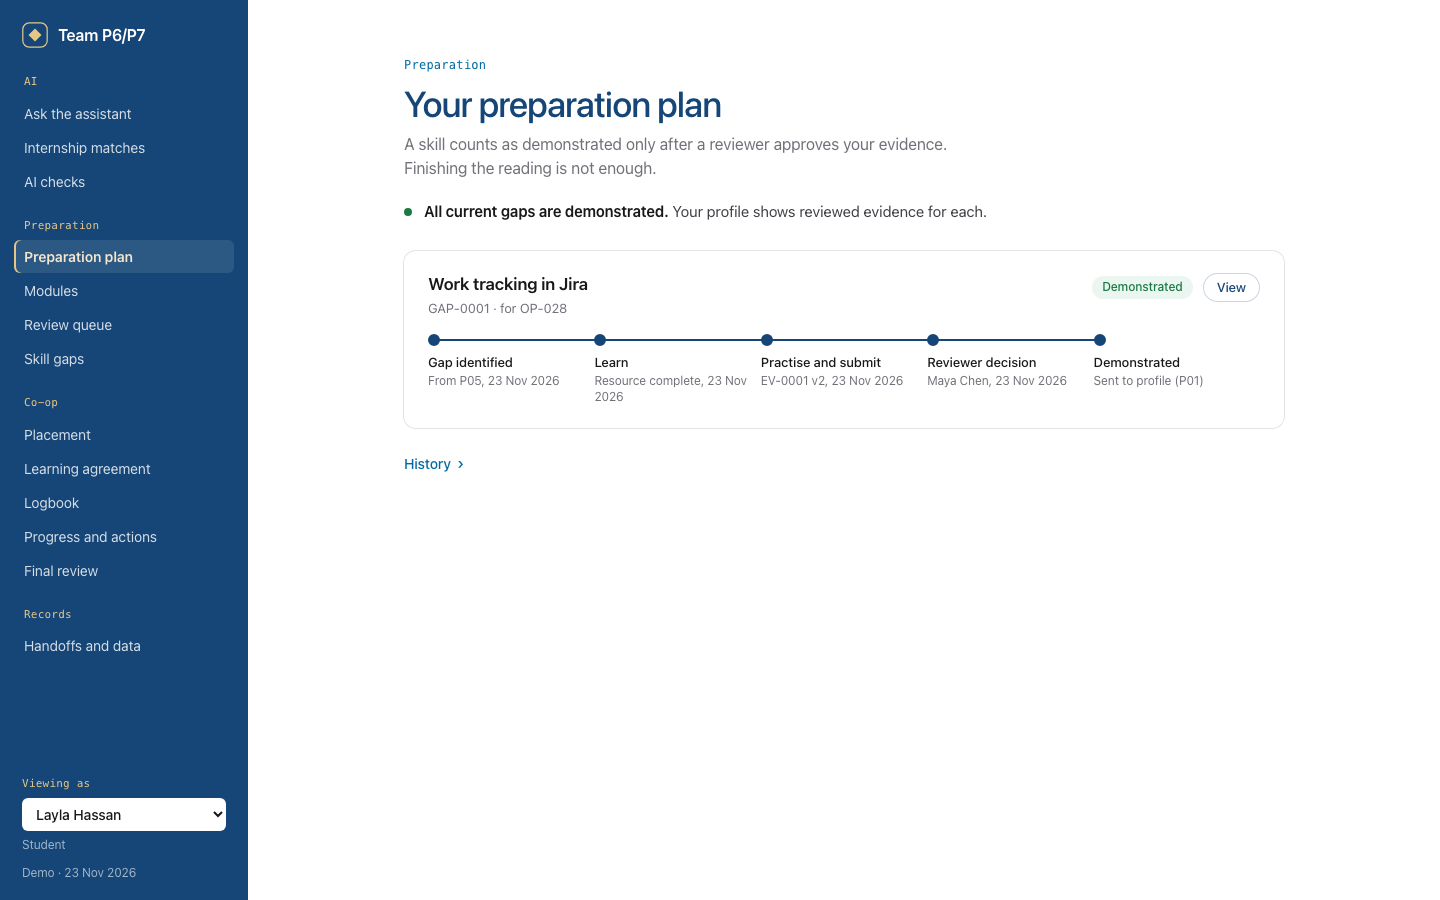 Team P6/P7
AI
Ask the assistant
Internship matches
AI checks
Preparation
Preparation plan
Modules
Review queue
Skill gaps
Co-op
Placement
Learning agreement
Logbook
Progress and actions
Final review
Records
Handoffs and data
Viewing as
Layla Hassan
Student
Demo · 23 Nov 2026
Preparation
Your preparation plan
A skill counts as demonstrated only after a reviewer approves your evidence.
Finishing the reading is not enough.
All current gaps are demonstrated. Your profile shows reviewed evidence for each.
Work tracking in Jira
GAP-0001 · for OP-028
Demonstrated
View
Gap identified
From P05, 23 Nov 2026
Learn
Resource complete, 23 Nov
2026
Practise and submit
EV-0001 v2, 23 Nov 2026
Reviewer decision
Maya Chen, 23 Nov 2026
Demonstrated
Sent to profile (P01)
History ›